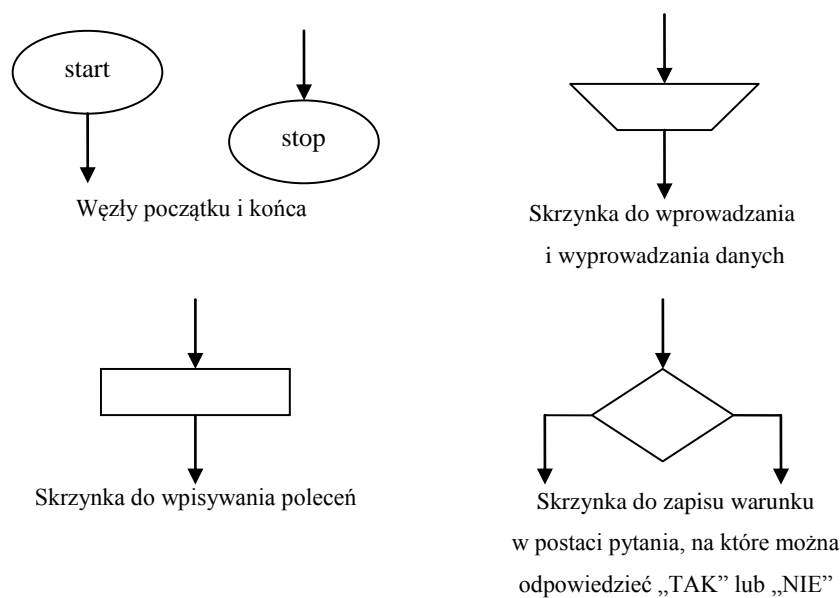 start
stop
Węzły początku i końca
Skrzynka do wprowadzania
i wyprowadzania danych
Skrzynka do wpisywania poleceń
Skrzynka do zapisu warunku
w postaci pytania, na które można
odpowiedzieć „TAK” lub „NIE”